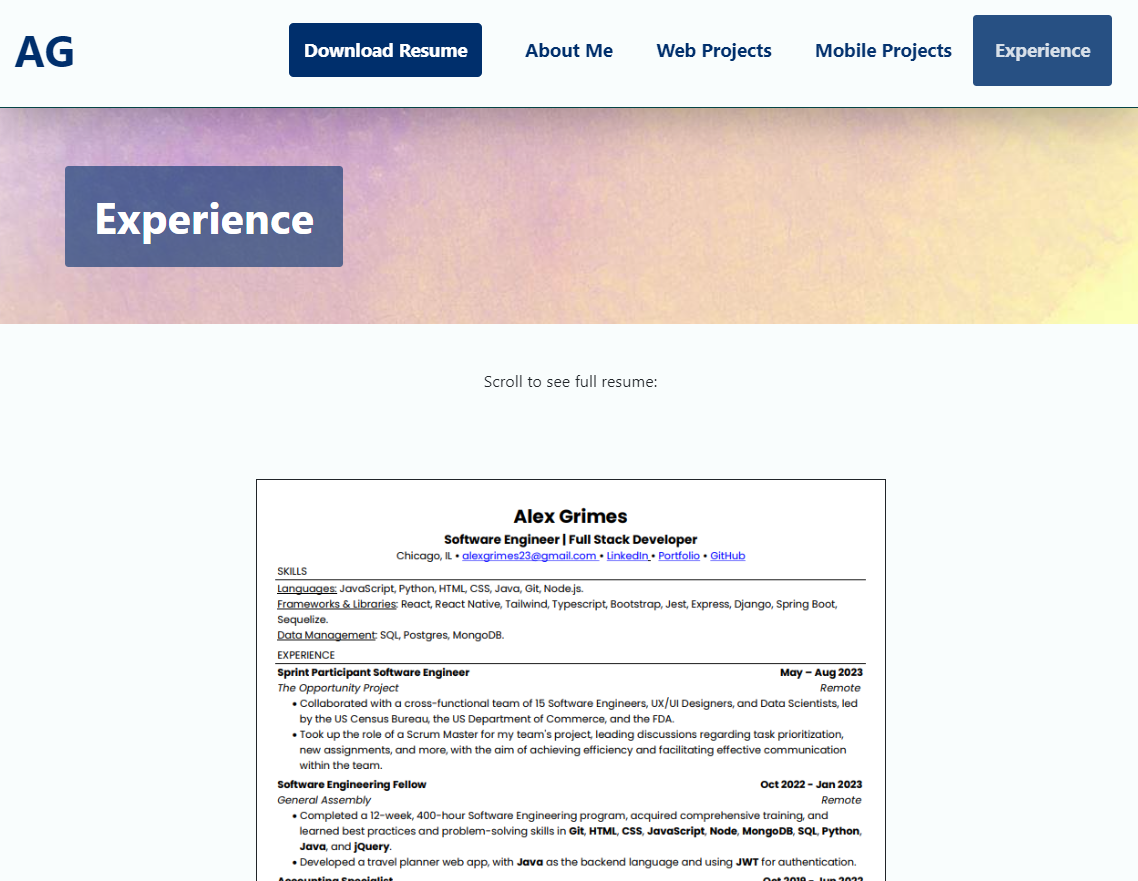 AG
Download Resume
About Me
Web Projects
Mobile Projects
Experience
Experience
Scroll to see full resume:
Alex Grimes
Software Engineer | Full Stack Developer
Chicago, IL • alexgrimes23@gmail.com • LinkedIn • Portfolio • GitHub
SKILLS
Languages: JavaScript, Python, HTML, CSS, Java, Git, Node.js.
Frameworks & Libraries: React, React Native, Tailwind, Typescript, Bootstrap, Jest, Express, Django, Spring Boot,
Sequelize.
Data Management: SQL, Postgres, MongoDB.
EXPERIENCE
Sprint Participant Software Engineer May – Aug 2023
The Opportunity Project Remote
• Collaborated with a cross-functional team of 15 Software Engineers, UX/UI Designers, and Data Scientists, led
by the US Census Bureau, the US Department of Commerce, and the FDA.
• Took up the role of a Scrum Master for my team's project, leading discussions regarding task prioritization,
new assignments, and more, with the aim of achieving efficiency and facilitating effective communication
within the team.
Software Engineering Fellow Oct 2022 - Jan 2023
General Assembly Remote
• Completed a 12-week, 400-hour Software Engineering program, acquired comprehensive training, and
learned best practices and problem-solving skills in Git, HTML, CSS, JavaScript, Node, MongoDB, SQL, Python,
Java, and jQuery.
• Developed a travel planner web app, with Java as the backend language and using JWT for authentication.
Accounting Specialist Oct 2019 - Jun 2022